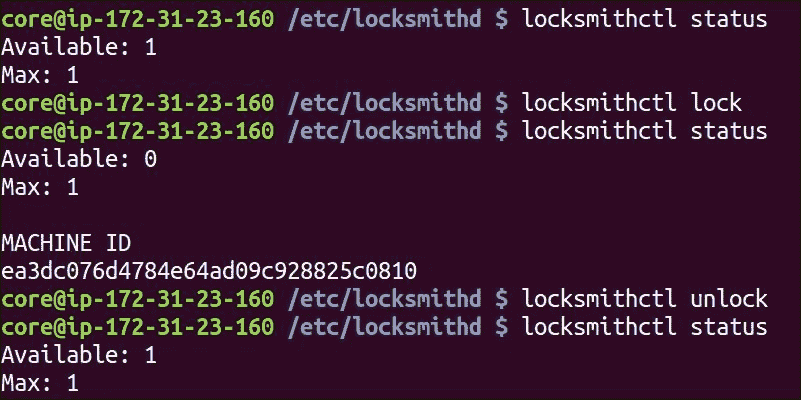 core@ip-172-31-23-160 /etc/locksmithd $ locksmithctl status
Available: 1
Max: 1
core@ip-172-31-23-160 /etc/locksmithd $ locksmithctl lock
core@ip-172-31-23-160 /etc/locksmithd $ locksmithctl status
Available: 0
Max: 1

MACHINE ID
ea3dc076d4784e64ad09c928825c0810
core@ip-172-31-23-160 /etc/locksmithd $ locksmithctl unlock
core@ip-172-31-23-160 /etc/locksmithd $ locksmithctl status
Available: 1
Max: 1